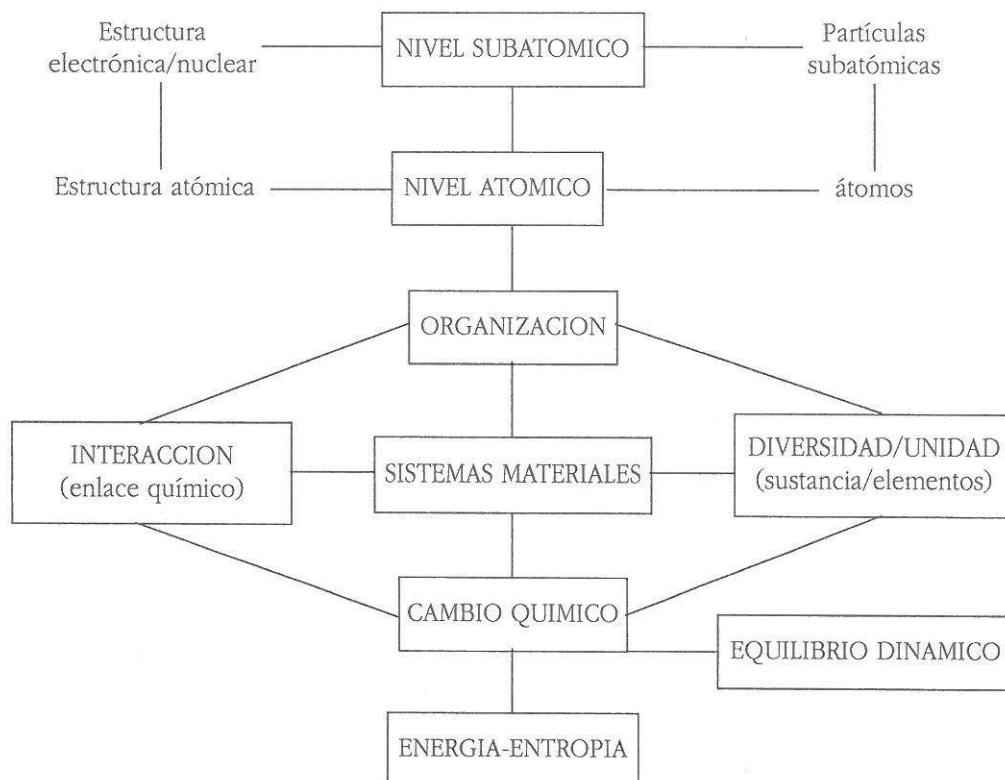 Estructura
electrónica/nuclear
NIVEL SUBATOMICO
Partículas
subatómicas
Estructura atómica
NIVEL ATOMICO
átomos
ORGANIZACION
INTERACCION
(enlace químico)
SISTEMAS MATERIALES
DIVERSIDAD/UNIDAD
(sustancia/elementos)
CAMBIO QUIMICO
EQUILIBRIO DINAMICO
ENERGIA-ENTROPIA